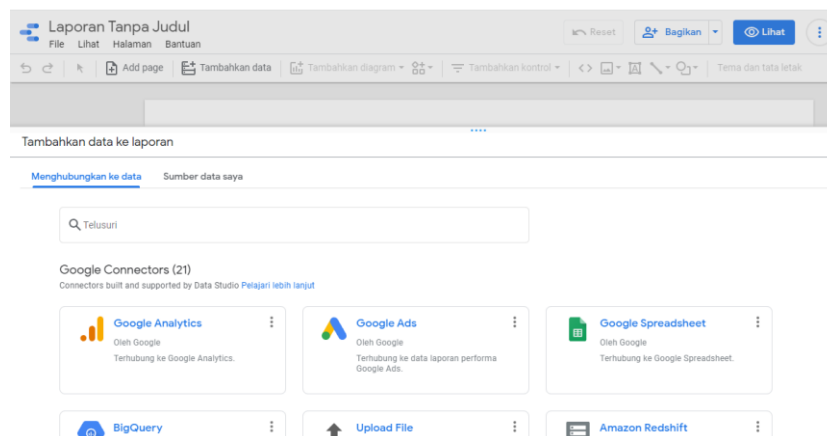 Laporan Tanpa Judul
File Lihat Halaman Bantuan
Reset Bagikan Lihat
Add page Tambahkan data Tambahkan diagram Tambahkan kontrol Tema dan tata letak
Tambahkan data ke laporan
Menghubungkan ke data Sumber data saya
Telusuri
Google Connectors (21)
Connectors built and supported by Data Studio Pelajari lebih lanjut
Google Analytics
Oleh Google
Terhubung ke Google Analytics.
Google Ads
Oleh Google
Terhubung ke data laporan performa
Google Ads.
Google Spreadsheet
Oleh Google
Terhubung ke Google Spreadsheet.
BigQuery
Upload File
Amazon Redshift